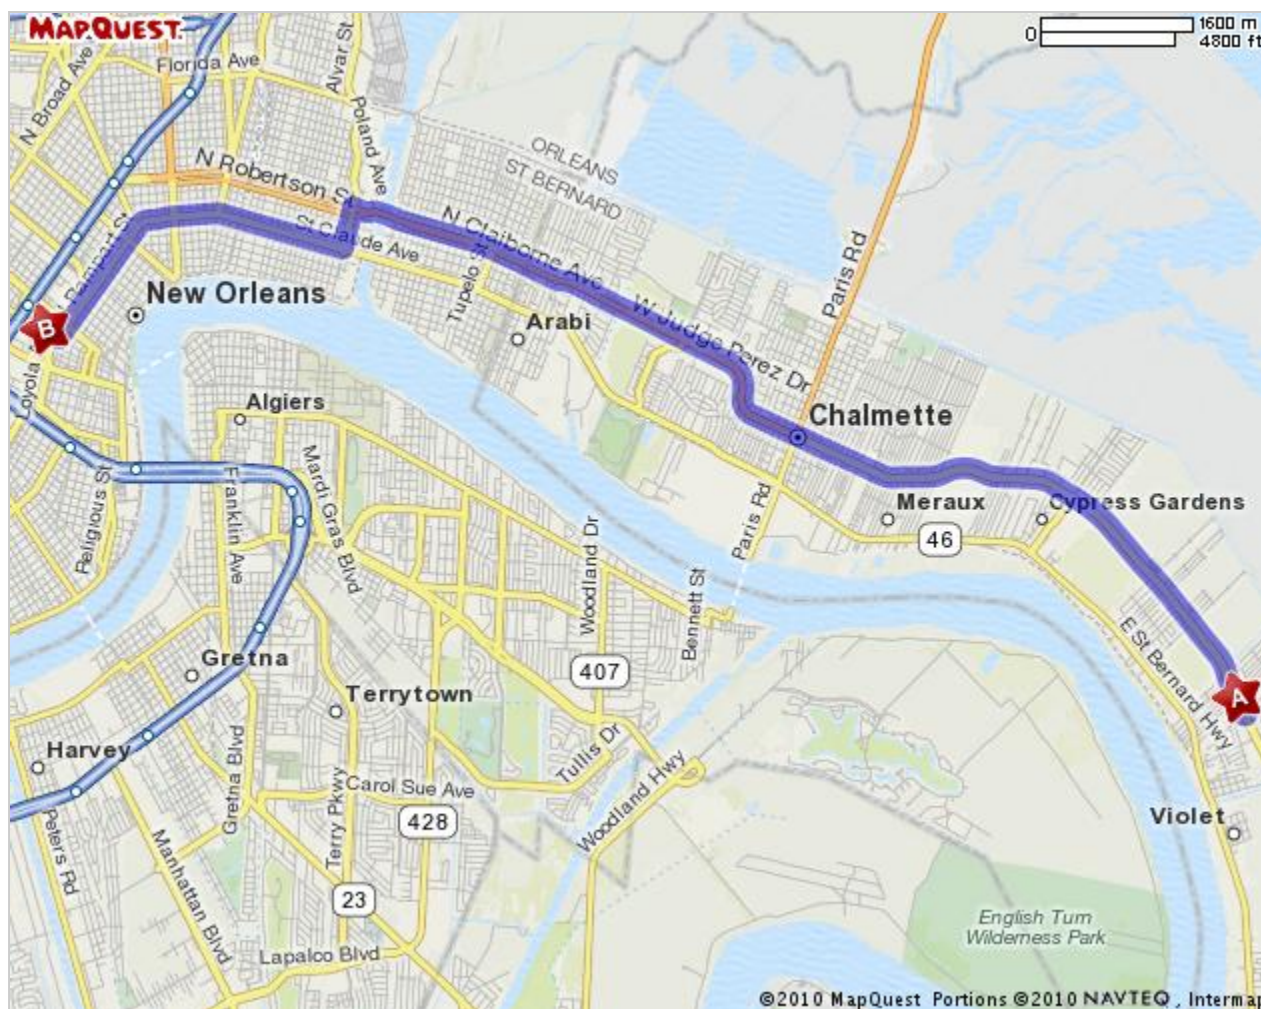 MAPQUEST.
1600 m
0
4800 ft
Florida Ave
Alvar St
N Broad Ave
Poland Ave
ORLEANS
ST BERNARD
N Robertson St
N Claiborne Ave
Rampart St
St Claude Ave
Tupelo St
Paris Rd
W Judge Perez Dr
New Orleans
B
Arabi
Loyola
Algiers
Chalmette
Religious St
Franklin Ave
Mardi Gras Blvd
Woodland Dr
Paris Rd
Meraux
Cypress Gardens
46
Bennett St
E St Bernard Hwy
Gretna
407
A
Terrytown
Harvey
Gretna Blvd
Tullis Dr
Woodland Hwy
Carol Sue Ave
Terry Pkwy
428
Violet
Peters Rd
Manhattan Blvd
23
English Turn
Wilderness Park
Lapalco Blvd
©2010 MapQuest Portions ©2010 NAVTEQ , Intermap